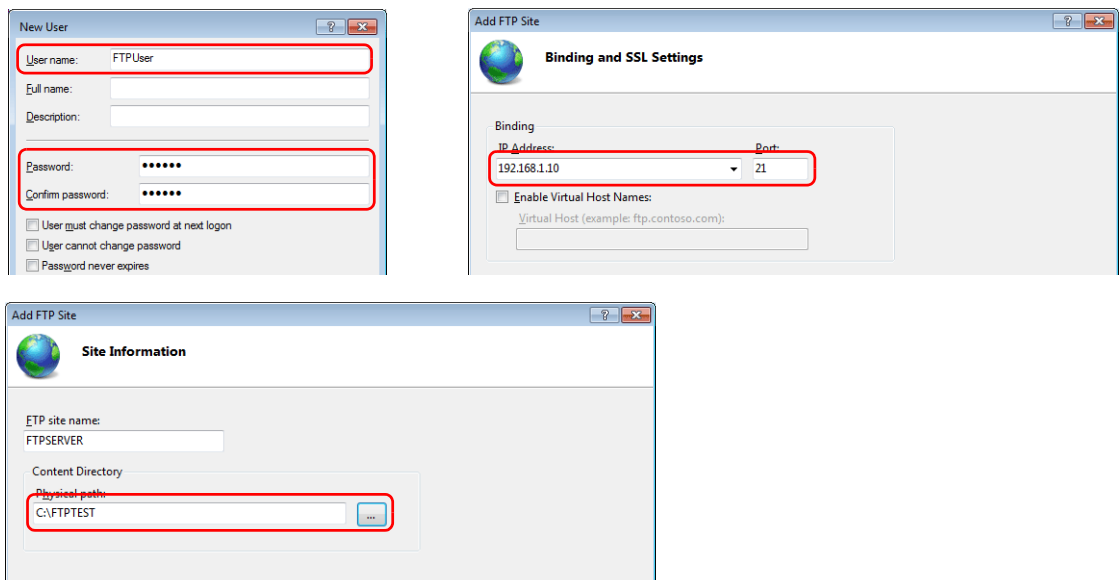 New User
User name: FTPUser
Full name:
Description:
Password: ••••••
Confirm password: ••••••
User must change password at next logon
User cannot change password
Password never expires
Add FTP Site
Binding and SSL Settings
Binding
IP Address: Port:
192.168.1.10 21
Enable Virtual Host Names:
Virtual Host (example: ftp.contoso.com):
Add FTP Site
Site Information
FTP site name:
FTPSERVER
Content Directory
Physical path:
C:\FTPTEST ...